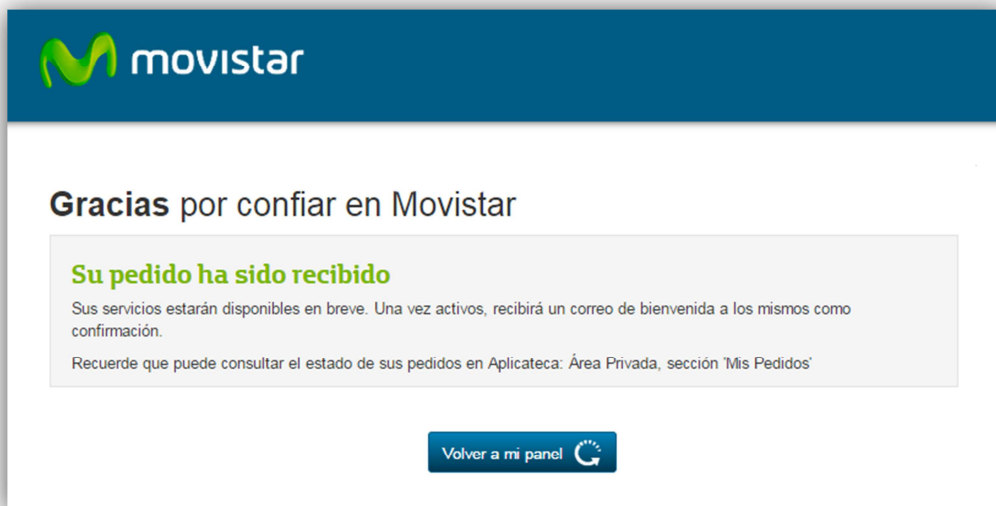 movistar
Gracias por confiar en Movistar
Su pedido ha sido recibido
Sus servicios estarán disponibles en breve. Una vez activos, recibirá un correo de bienvenida a los mismos como
confirmación.
Recuerde que puede consultar el estado de sus pedidos en Aplicateca: Área Privada, sección 'Mis Pedidos'
Volver a mi panel